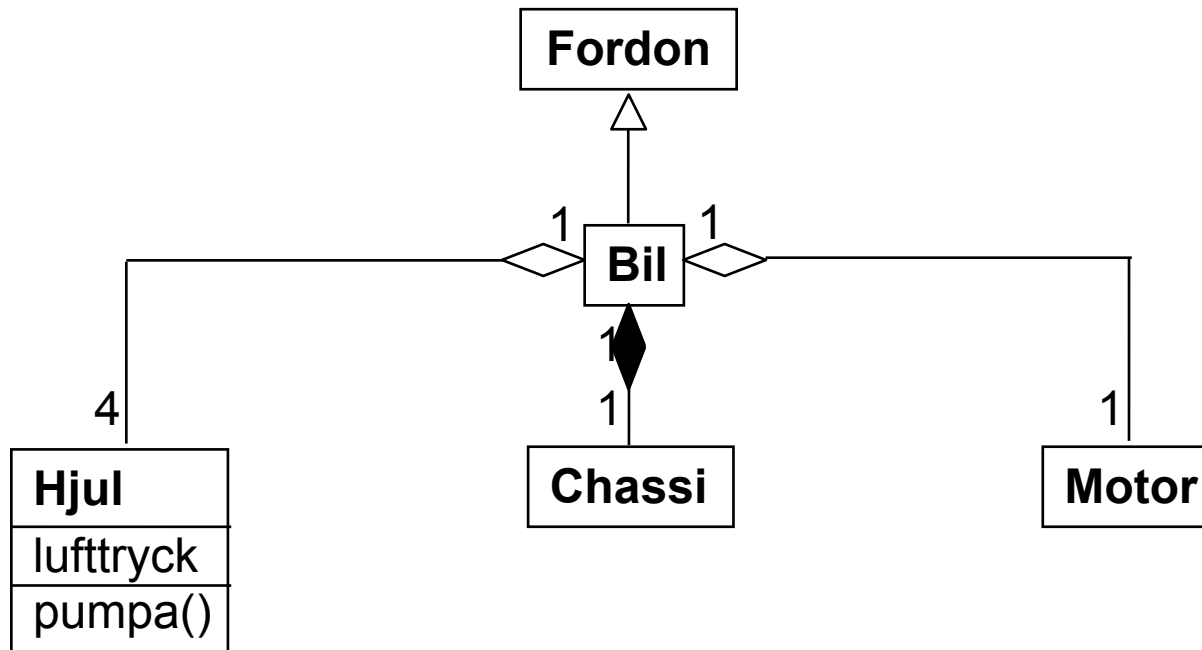 Fordon
1
1
Bil
1
4
1
1
Hjul
Chassi
Motor
lufttryck
pumpa()